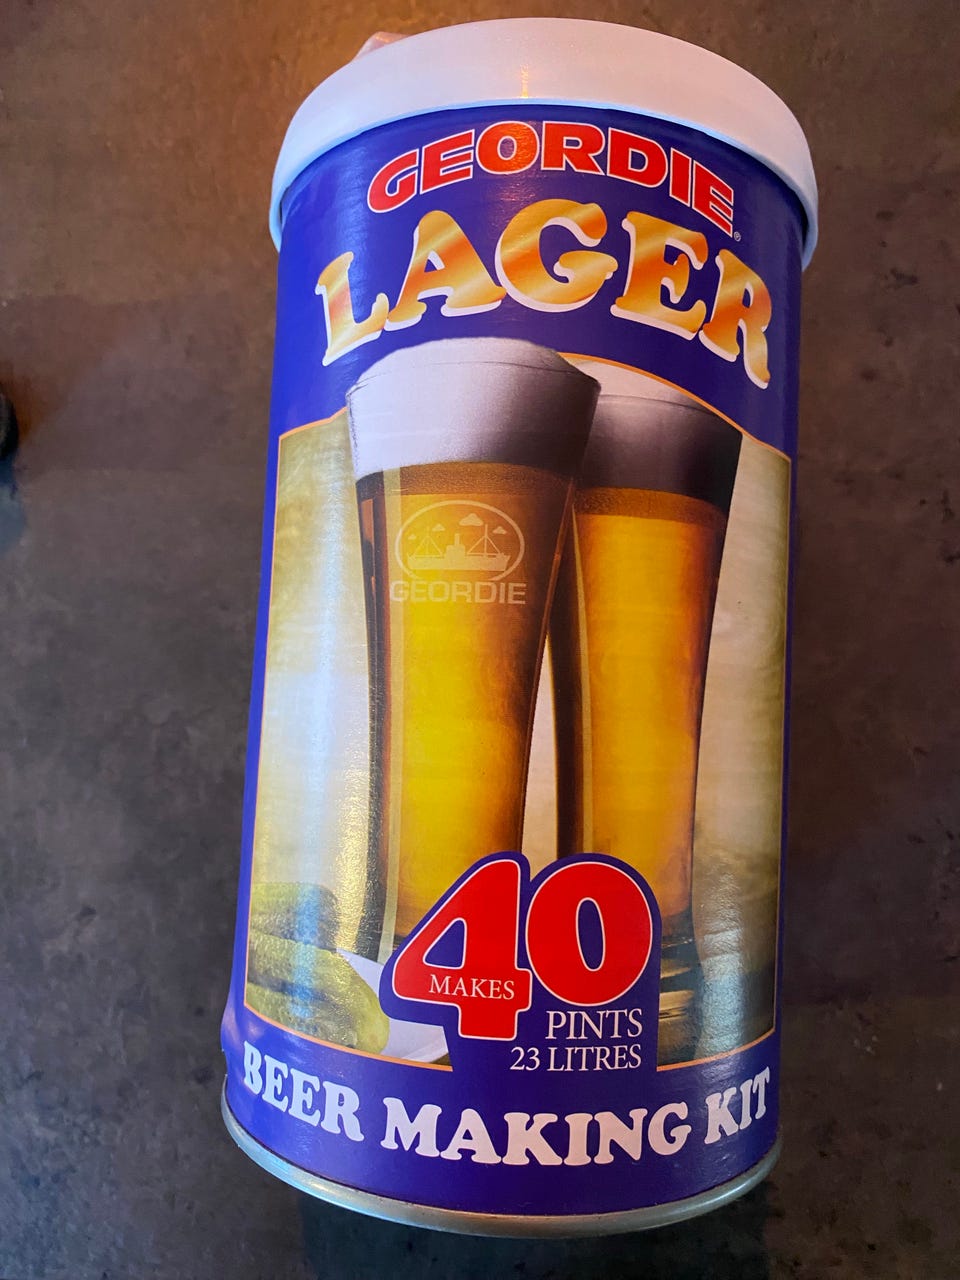 GEORDIE®
LAGER
GEORDIE
MAKES
40
PINTS
23 LITRES
BEER MAKING KIT